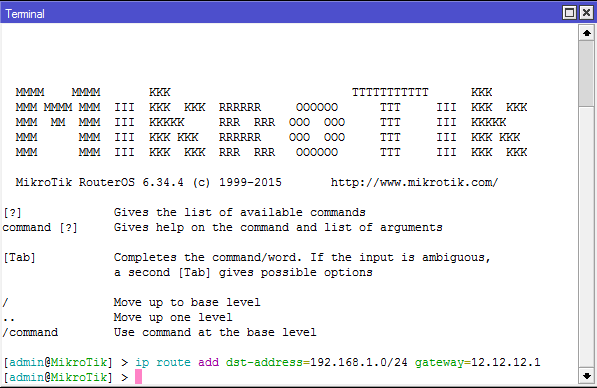 Terminal
MMMM    MMMM       KKK                          TTTTTTTTTTT      KKK
MMM MMMM MMM  III  KKK  KKK  RRRRRR     OOOOOO      TTT     III  KKK  KKK
MMM  MM  MMM  III  KKKKK     RRR  RRR  OOO  OOO     TTT     III  KKKKK
MMM      MMM  III  KKK KKK   RRRRRR    OOO  OOO     TTT     III  KKK KKK
MMM      MMM  III  KKK  KKK  RRR  RRR   OOOOOO      TTT     III  KKK  KKK
MikroTik RouterOS 6.34.4 (c) 1999-2015       http://www.mikrotik.com/
[?]             Gives the list of available commands
command [?]     Gives help on the command and list of arguments
[Tab]           Completes the command/word. If the input is ambiguous,
a second [Tab] gives possible options
/               Move up to base level
..              Move up one level
/command        Use command at the base level
[admin@MikroTik] > ip route add dst-address=192.168.1.0/24 gateway=12.12.12.1
[admin@MikroTik] >